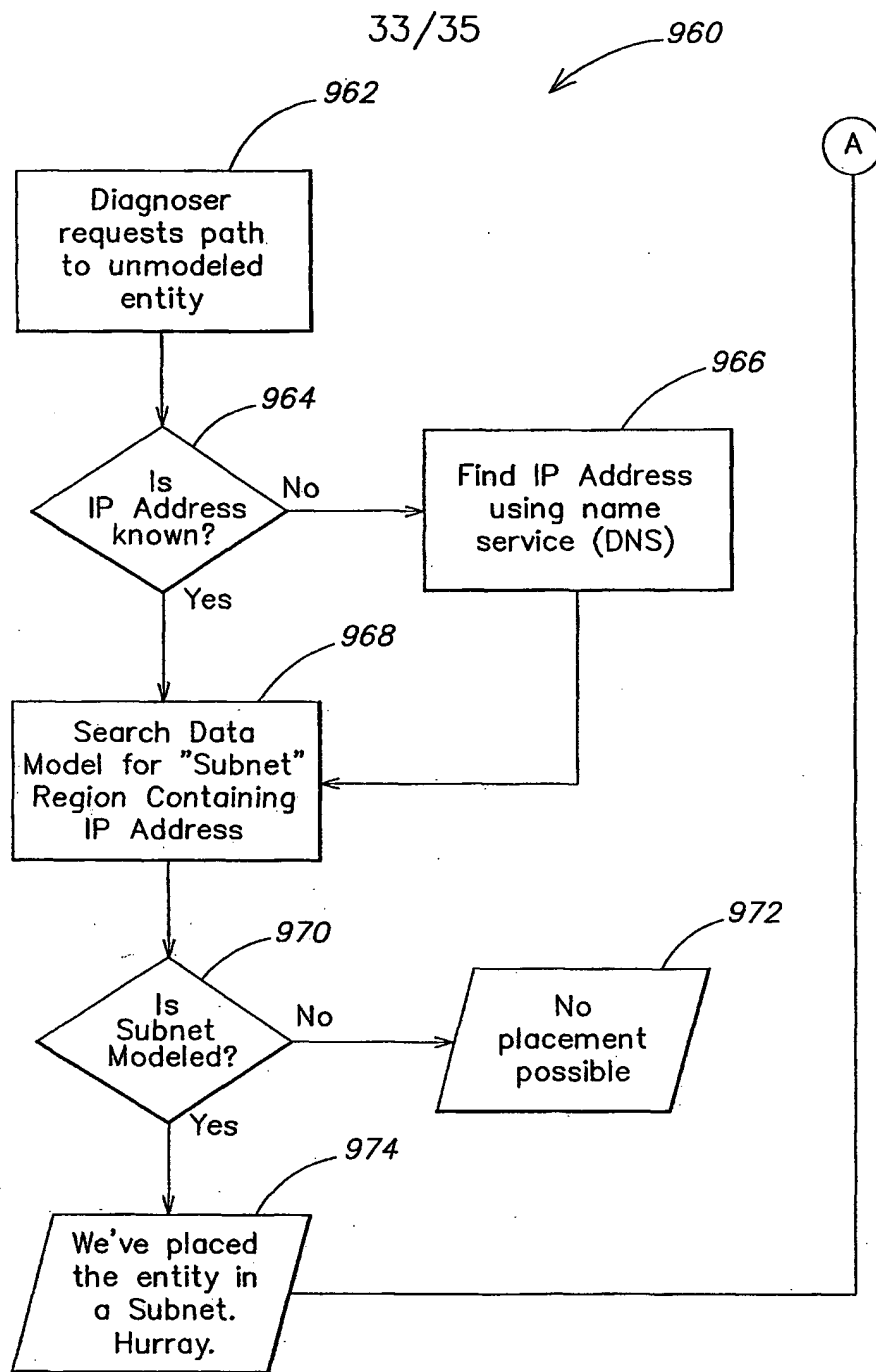 33/35
960
962
A
Diagnoser
requests path
to unmodeled
entity
964
966
Is
IP Address
known?
No
Find IP Address
using name
service (DNS)
Yes
968
Search Data
Model for "Subnet"
Region Containing
IP Address
970
972
Is
Subnet
Modeled?
No
No
placement
possible
Yes
974
We've placed
the entity in
a Subnet.
Hurray.